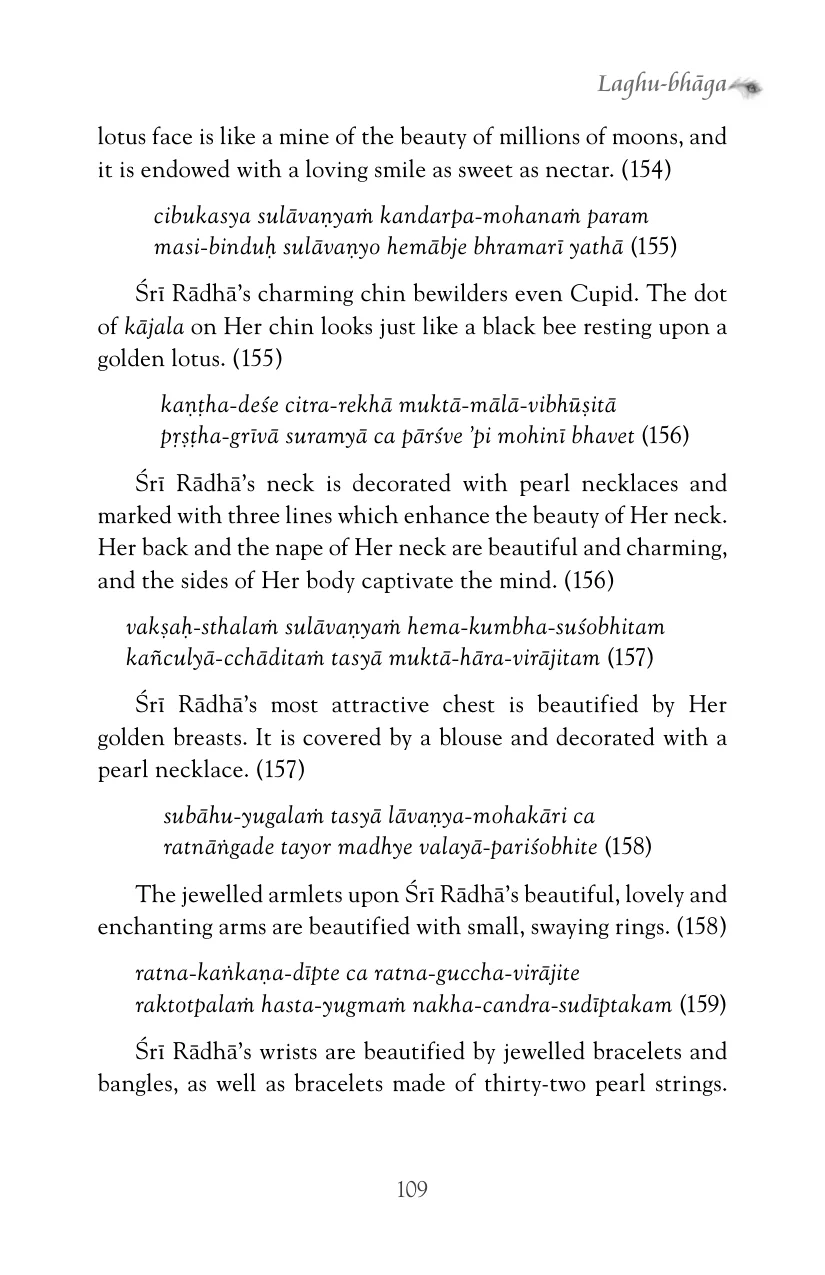 Laghu-bhāga
lotus face is like a mine of the beauty of millions of moons, and
it is endowed with a loving smile as sweet as nectar. (154)
cibukasya sulāvaṇyaṁ kandarpa-mohanaṁ param
masi-binduḥ sulāvaṇyo hemābje bhramarī yathā (155)
Śrī Rādhā’s charming chin bewilders even Cupid. The dot
of kājala on Her chin looks just like a black bee resting upon a
golden lotus. (155)
kaṇṭha-deśe citra-rekhā muktā-mālā-vibhūṣitā
pṛṣṭha-grīvā suramyā ca pārśve ’pi mohinī bhavet (156)
Śrī Rādhā’s neck is decorated with pearl necklaces and
marked with three lines which enhance the beauty of Her neck.
Her back and the nape of Her neck are beautiful and charming,
and the sides of Her body captivate the mind. (156)
vakṣaḥ-sthalaṁ sulāvaṇyaṁ hema-kumbha-suśobhitam
kañculyā-cchāditaṁ tasyā muktā-hāra-virājitam (157)
Śrī Rādhā’s most attractive chest is beautified by Her
golden breasts. It is covered by a blouse and decorated with a
pearl necklace. (157)
subāhu-yugalaṁ tasyā lāvaṇya-mohakāri ca
ratnāṅgade tayor madhye valayā-pariśobhite (158)
The jewelled armlets upon Śrī Rādhā’s beautiful, lovely and
enchanting arms are beautified with small, swaying rings. (158)
ratna-kaṅkaṇa-dīpte ca ratna-guccha-virājite
raktotpalaṁ hasta-yugmaṁ nakha-candra-sudīptakam (159)
Śrī Rādhā’s wrists are beautified by jewelled bracelets and
bangles, as well as bracelets made of thirty-two pearl strings.
109